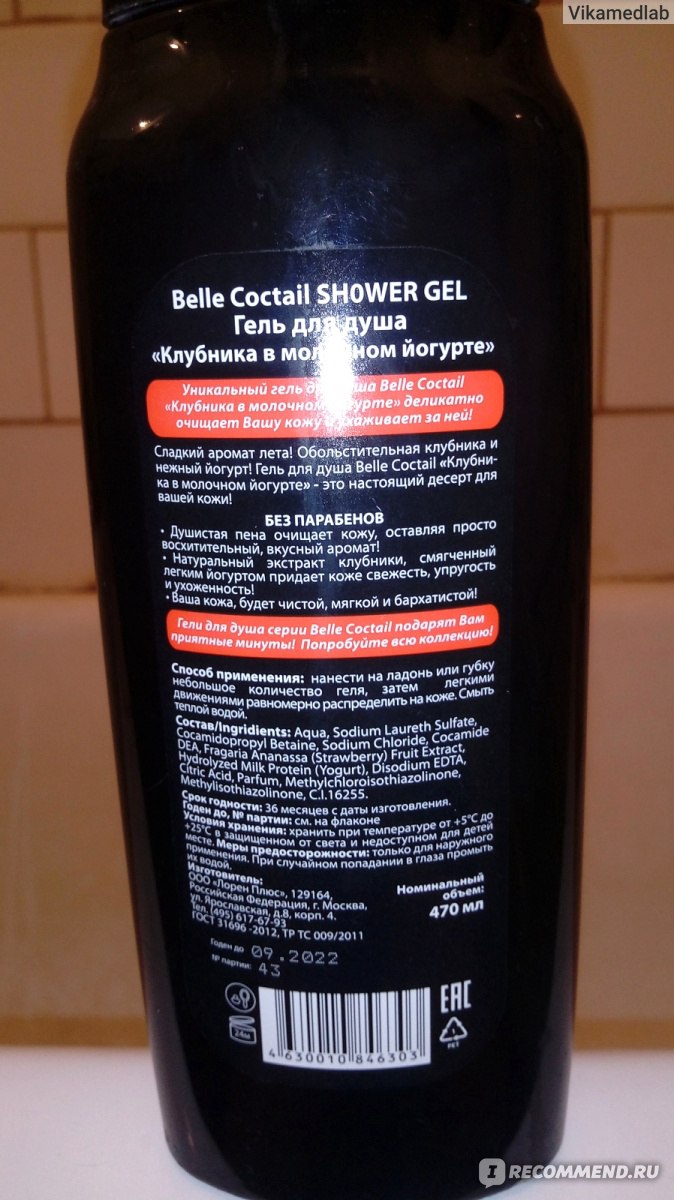 Vikamedlab
Belle Coctail SH0WER GEL
Гель для душа
«Клубника в молочном йогурте»
Уникальный гель для душа Belle Coctail
«Клубника в молочном йогурте» деликатно
очищает Вашу кожу и ухаживает за ней!
Сладкий аромат лета! Обольстительная клубника и
нежный йогурт! Гель для душа Belle Coctail «Клубни-
ка в молочном йогурте» - это настоящий десерт для
вашей кожи!
БЕЗ ПАРАБЕНОВ
• Душистая пена очищает кожу, оставляя просто
восхитительный, вкусный аромат!
• Натуральный экстракт клубники, смягченный
легким йогуртом придает коже свежесть, упругость
и ухоженность!
• Ваша кожа, будет чистой, мягкой и бархатистой!
Гели для душа серии Belle Coctail подарят Вам
приятные минуты! Попробуйте всю коллекцию!
Способ применения: нанести на ладонь или губку
небольшое количество геля, затем легкими
движениями равномерно распределить на коже. Смыть
теплой водой.
Состав/Ingridients: Aqua, Sodium Laureth Sulfate,
Cocamidopropyl Betaine, Sodium Chloride, Cocamide
DEA, Fragaria Ananassa (Strawberry) Fruit Extract,
Hydrolyzed Milk Protein (Yogurt), Disodium EDTA,
Citric Acid, Parfum, Methylchloroisothiazolinone,
Methylisothiazolinone, C.I.16255.
Срок годности: 36 месяцев с даты изготовления.
Годен до, № партии: см. на флаконе
Условия хранения: хранить при температуре от +5°С до
+25°С в защищенном от света и недоступном для детей
месте. Меры предосторожности: только для наружного
применения. При случайном попадании в глаза промыть
их водой.
Изготовитель:
ООО «Лорен Плюс», 129164,
Российская Федерация, г. Москва,
ул. Ярославская, д.8, корп. 4.
Тел. (495) 617-67-93
ГОСТ 31696 -2012, ТР ТС 009/2011
Номинальный
объем:
470 мл
Годен до 09.2022
№ партии: 43
24м
EAC
PET
4630010846303
IRECOMMEND.RU